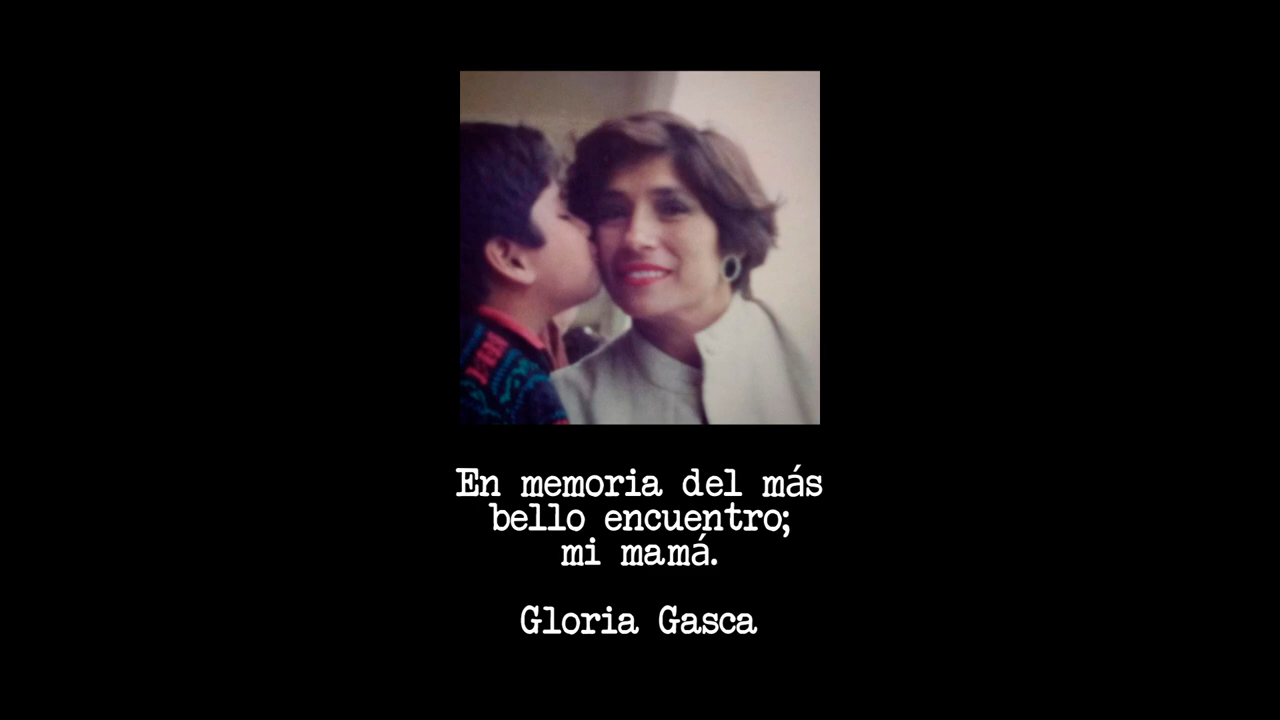 En memoria del más
bello encuentro;
mi mamá.
Gloria Gasca